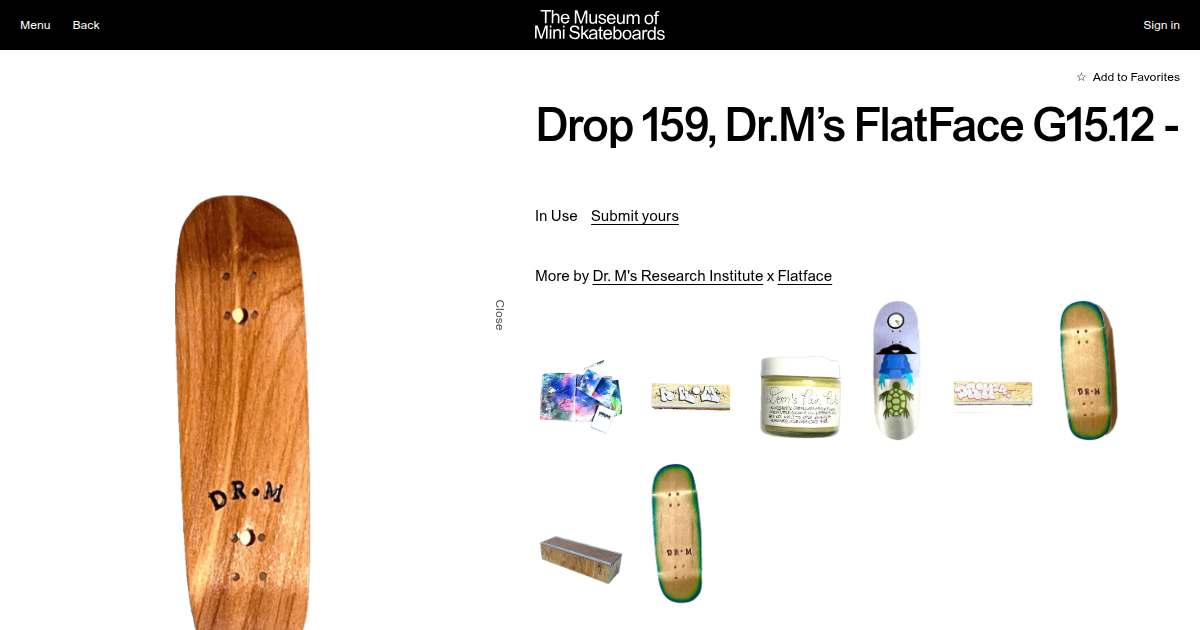 Menu
Back
The Museum of
Mini Skateboards
Sign in
☆ Add to Favorites
Drop 159, Dr.M’s FlatFace G15.12 -
In Use Submit yours
More by Dr. M's Research Institute x Flatface
Close
DR•M
DR•M
DR•M